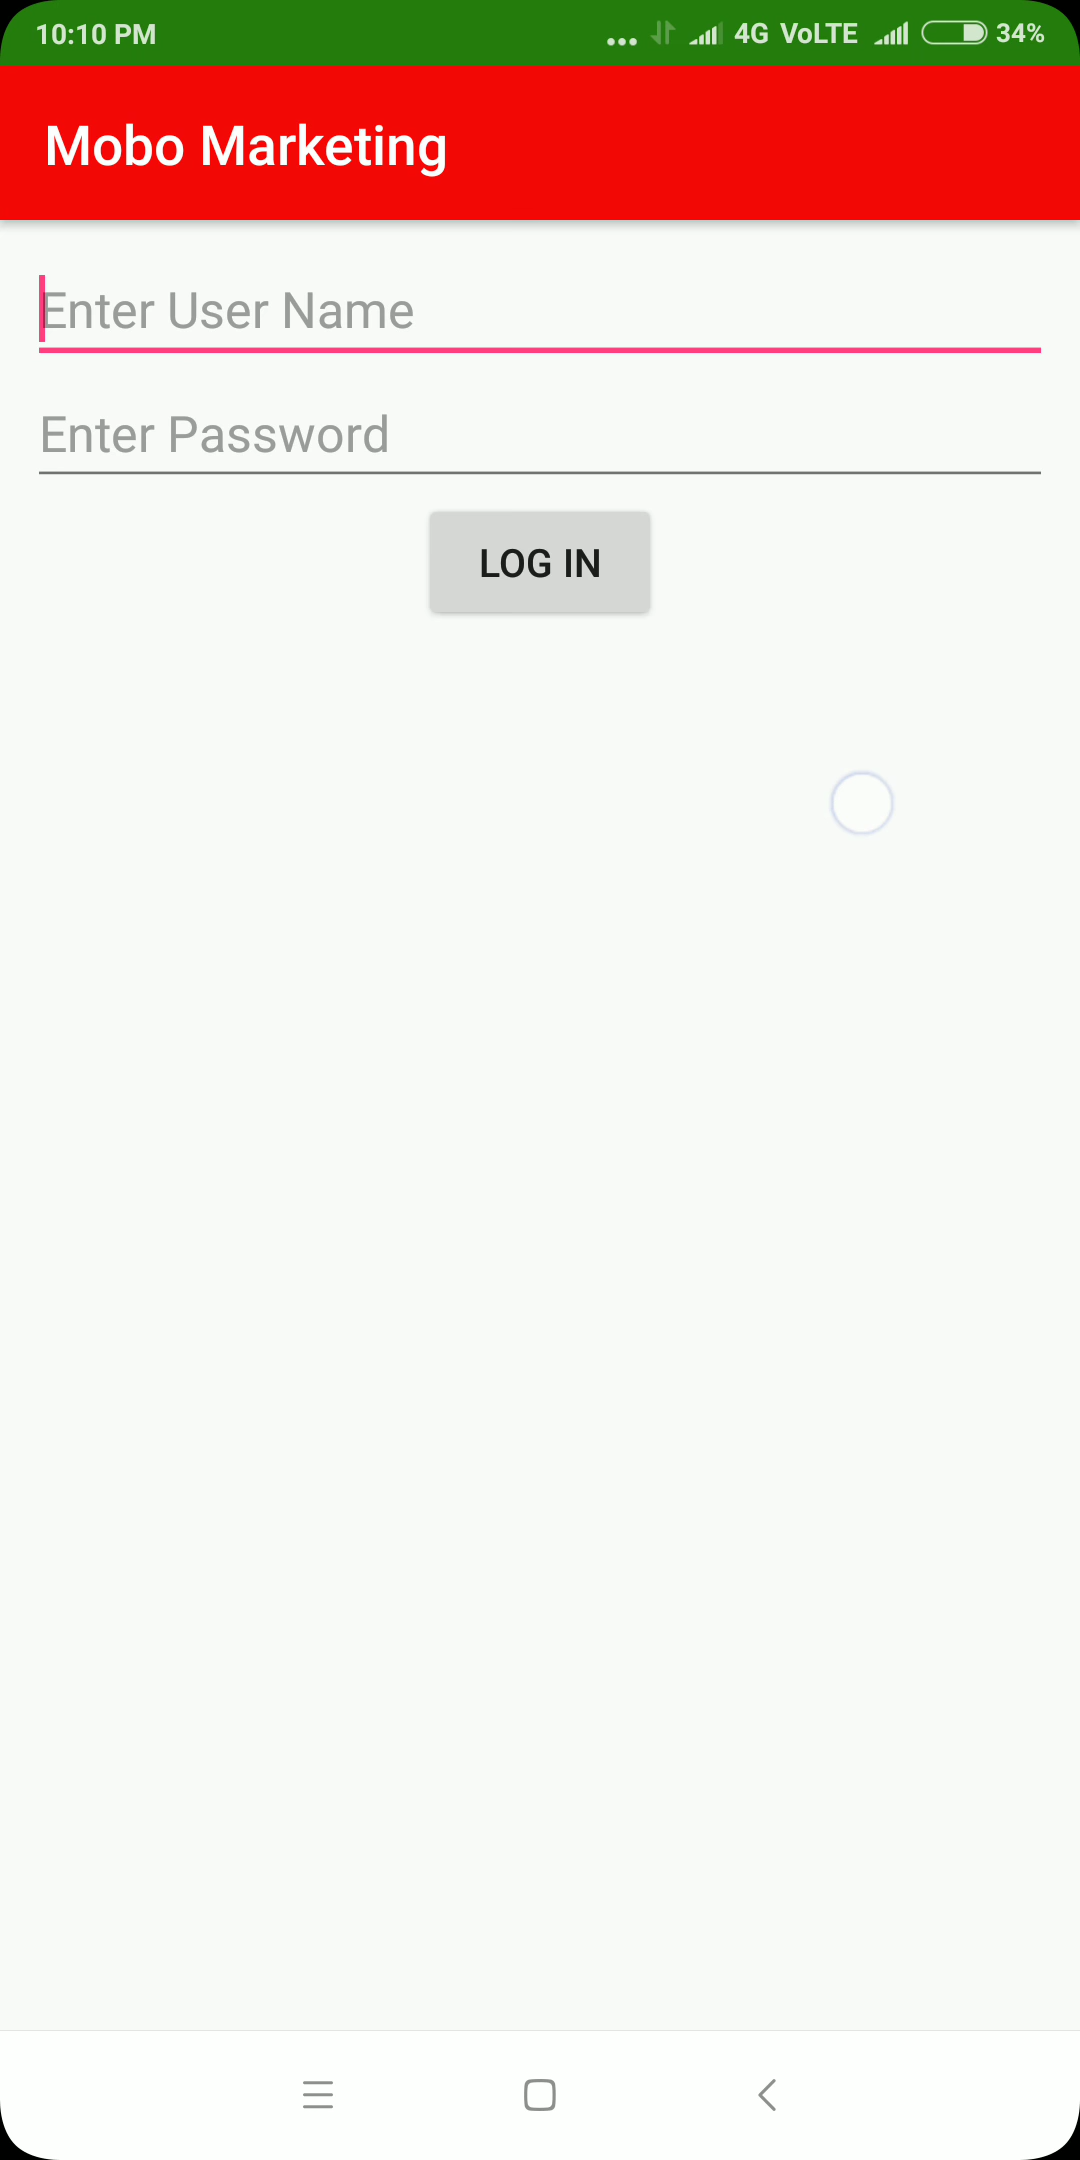 10:10 PM ... 4G VoLTE 34%
Mobo Marketing
Enter User Name
Enter Password
LOG IN